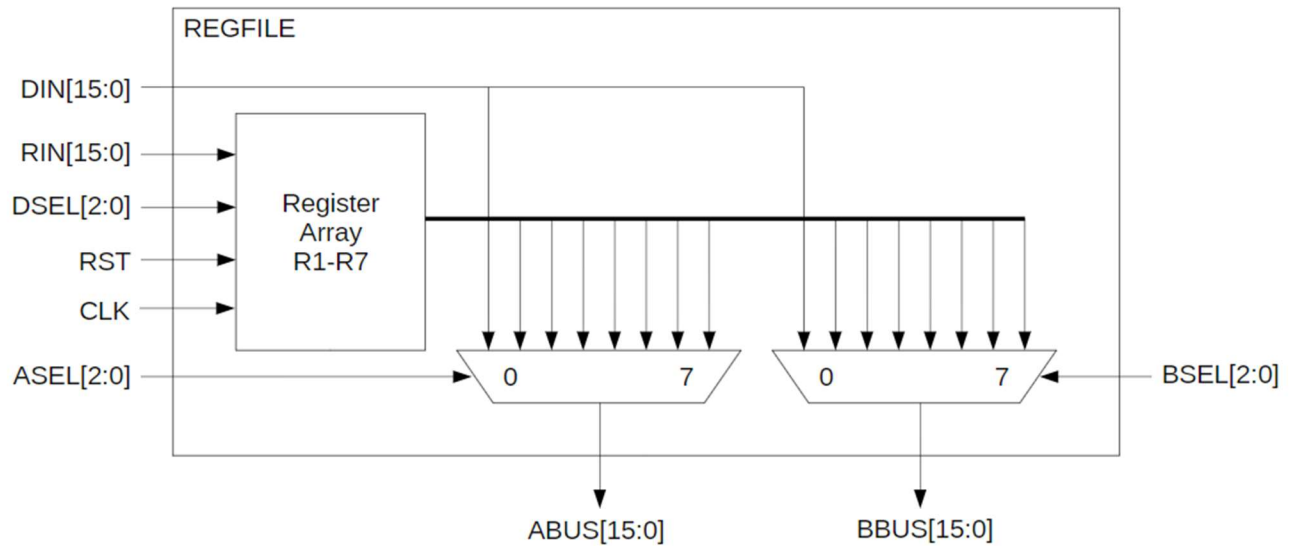 REGFILE
DIN[15:0]
RIN[15:0]
DSEL[2:0]
RST
CLK
Register
Array
R1-R7
ASEL[2:0]
0 7
0 7
BSEL[2:0]
ABUS[15:0]
BBUS[15:0]